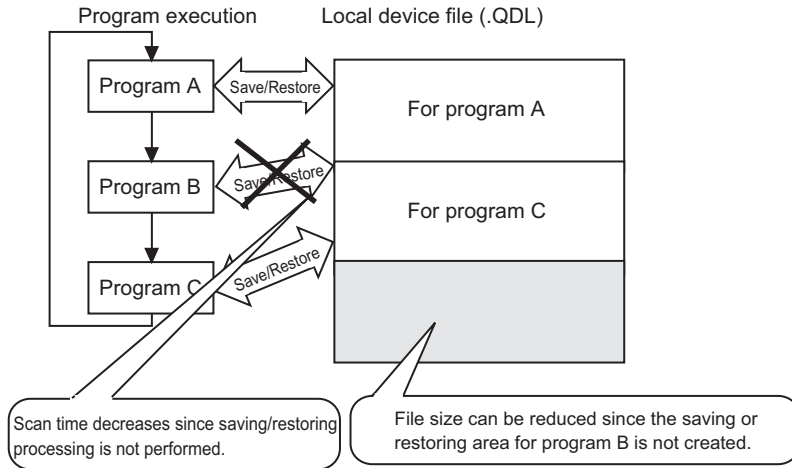 Program execution
Local device file (.QDL)
Program A
Save/Restore
For program A
Program B
Save/Restore
For program C
Program C
Save/Restore
Scan time decreases since saving/restoring
processing is not performed.
File size can be reduced since the saving or
restoring area for program B is not created.